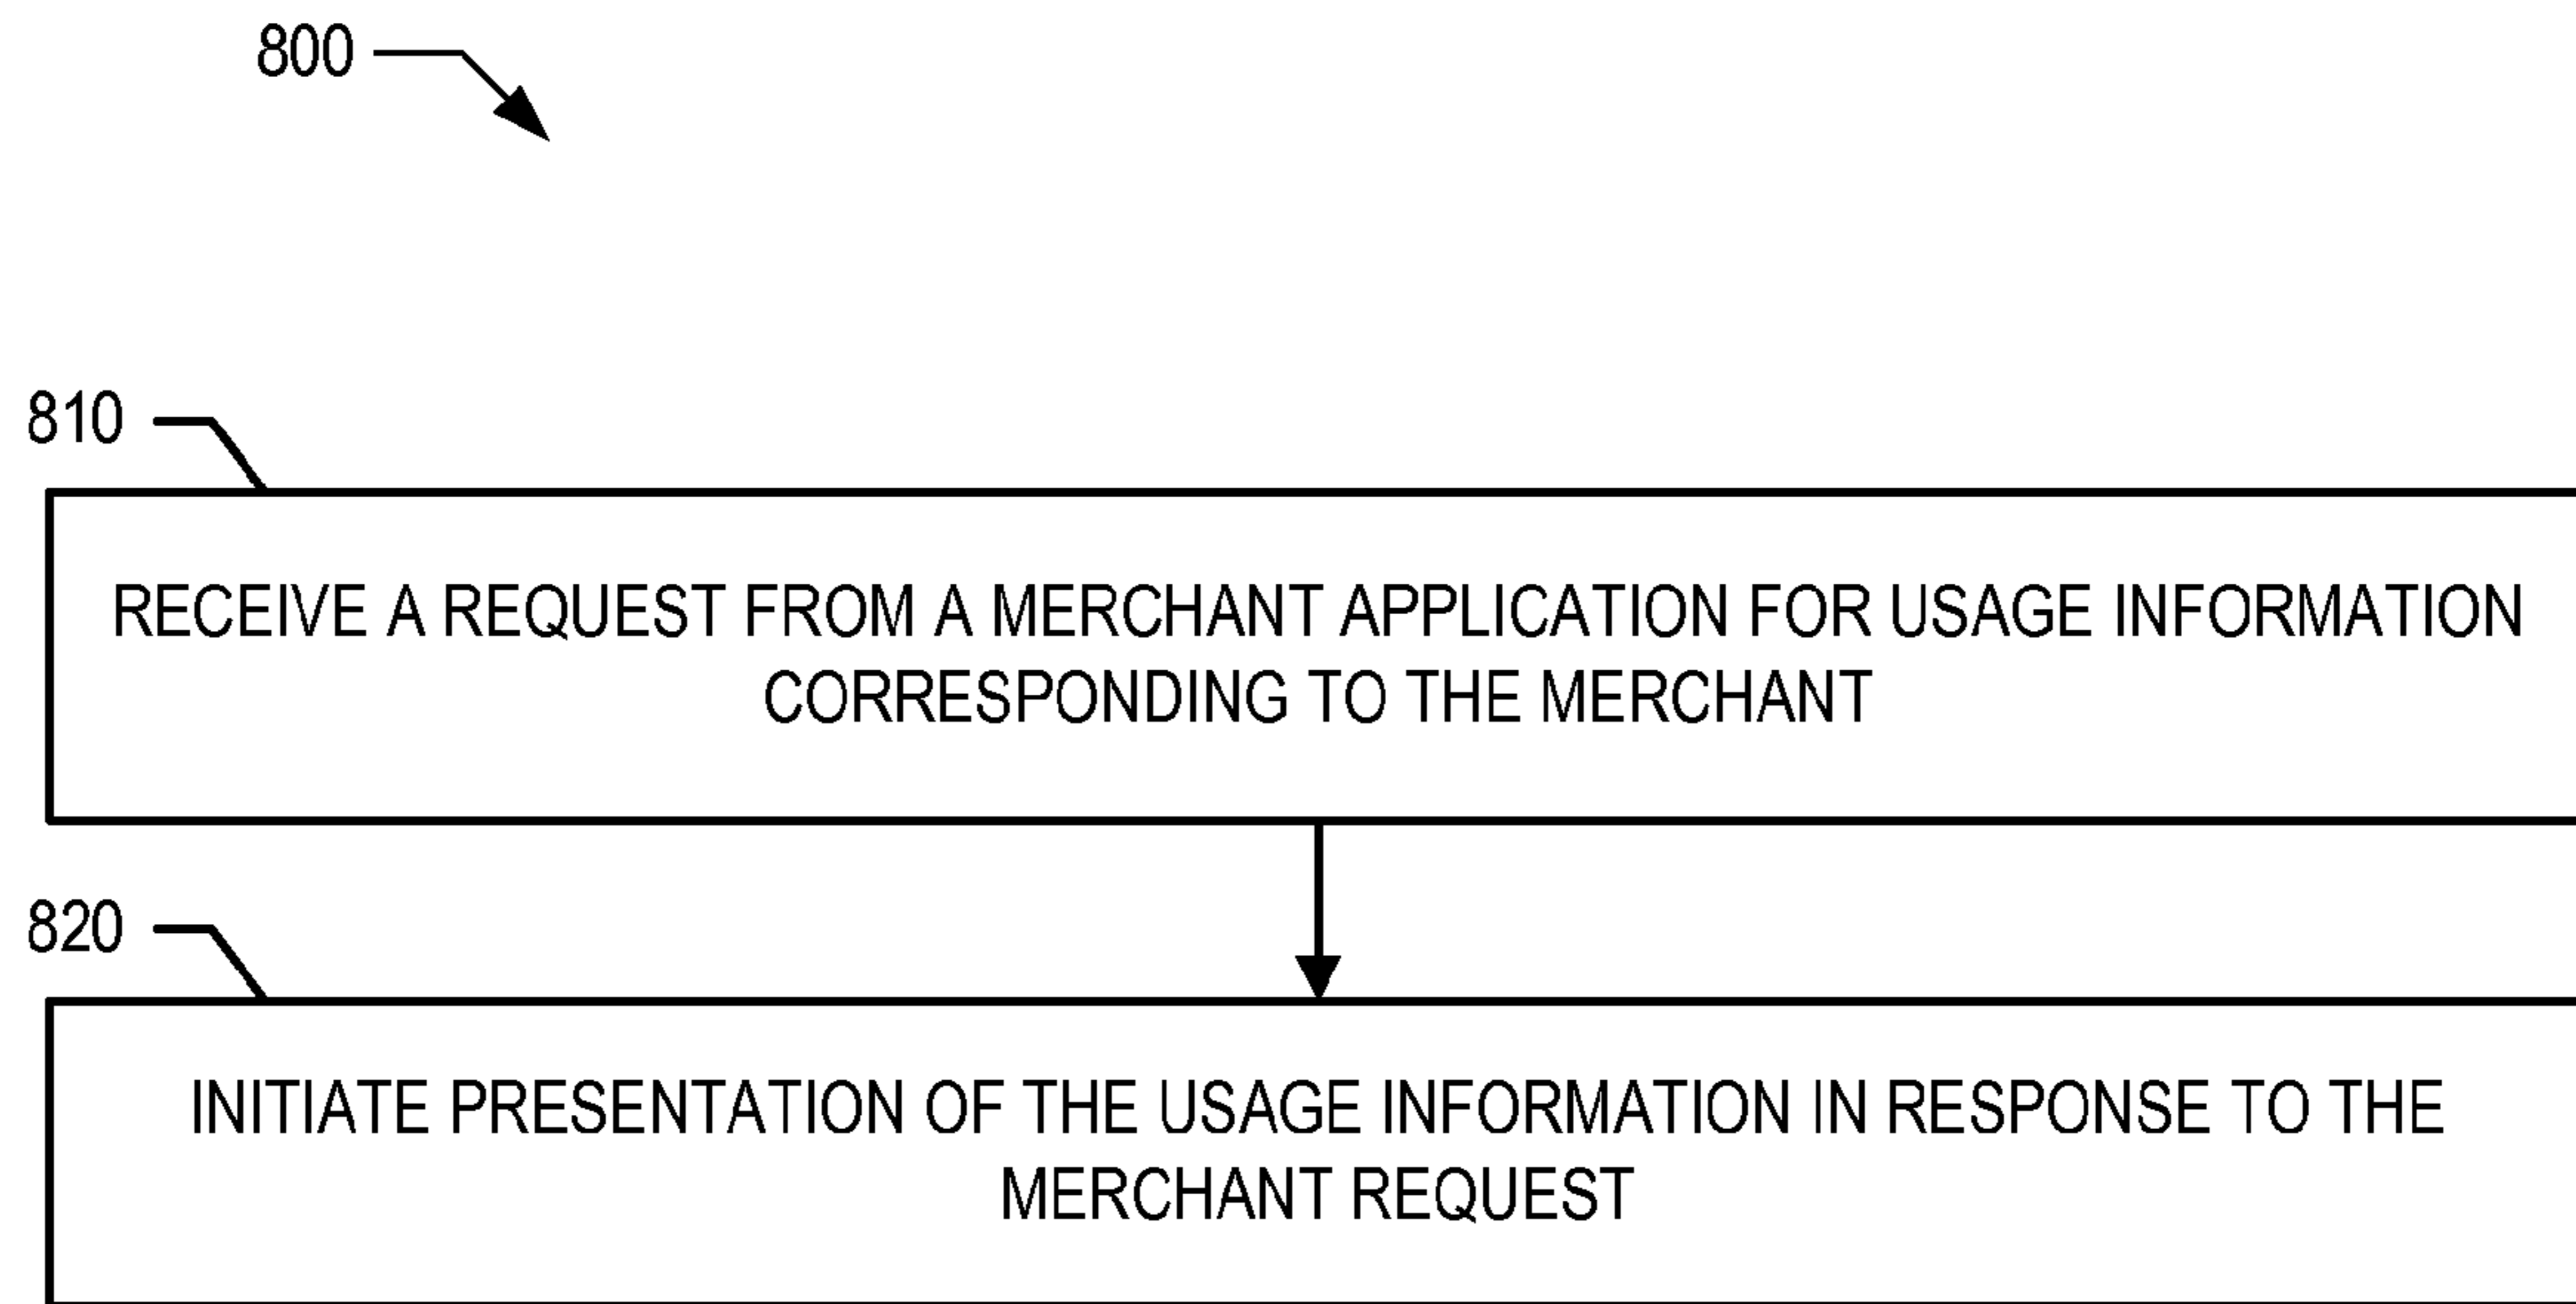 800
810
RECEIVE A REQUEST FROM A MERCHANT APPLICATION FOR USAGE INFORMATION
CORRESPONDING TO THE MERCHANT
820
INITIATE PRESENTATION OF THE USAGE INFORMATION IN RESPONSE TO THE
MERCHANT REQUEST